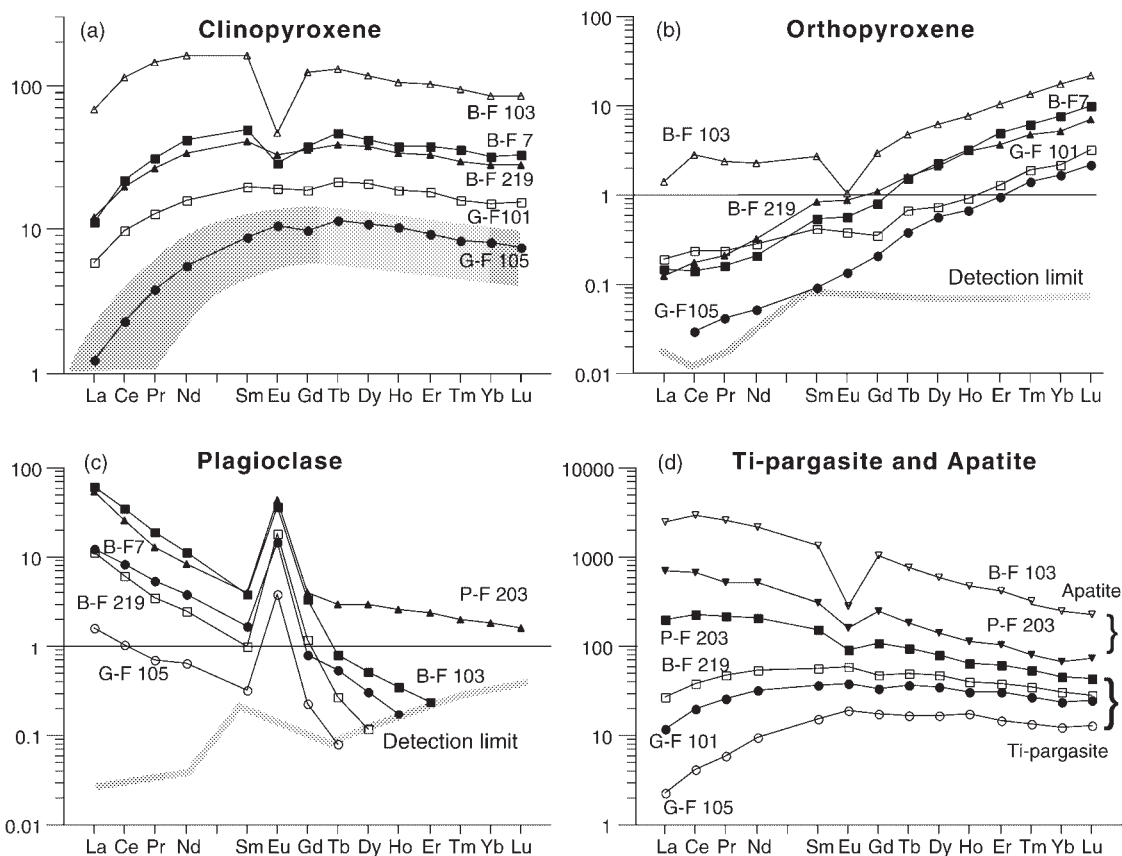 (a) Clinopyroxene
100
10
1
B-F 103
B-F 7
B-F 219
G-F101
G-F 105
La Ce Pr Nd Sm Eu Gd Tb Dy Ho Er Tm Yb Lu
(b) Orthopyroxene
100
10
1
0.1
0.01
B-F 103
B-F7
G-F 101
B-F 219
G-F105
Detection limit
La Ce Pr Nd Sm Eu Gd Tb Dy Ho Er Tm Yb Lu
(c) Plagioclase
100
10
1
0.1
0.01
B-F7
B-F 219
G-F 105
P-F 203
B-F 103
Detection limit
La Ce Pr Nd Sm Eu Gd Tb Dy Ho Er Tm Yb Lu
(d) Ti-pargasite and Apatite
10000
1000
100
10
1
B-F 103
Apatite
P-F 203
P-F 203
B-F 219
G-F 101
Ti-pargasite
G-F 105
La Ce Pr Nd Sm Eu Gd Tb Dy Ho Er Tm Yb Lu